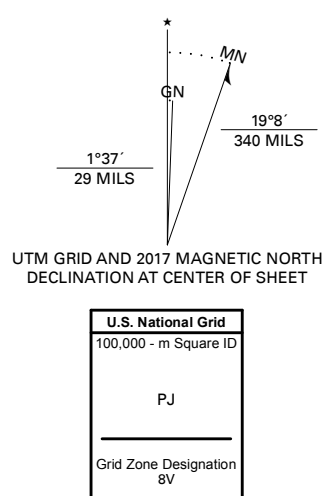 MN
GN
19°8´
340 MILS
1°37´
29 MILS
UTM GRID AND 2017 MAGNETIC NORTH
DECLINATION AT CENTER OF SHEET
U.S. National Grid
100,000 - m Square ID
PJ
Grid Zone Designation
8V